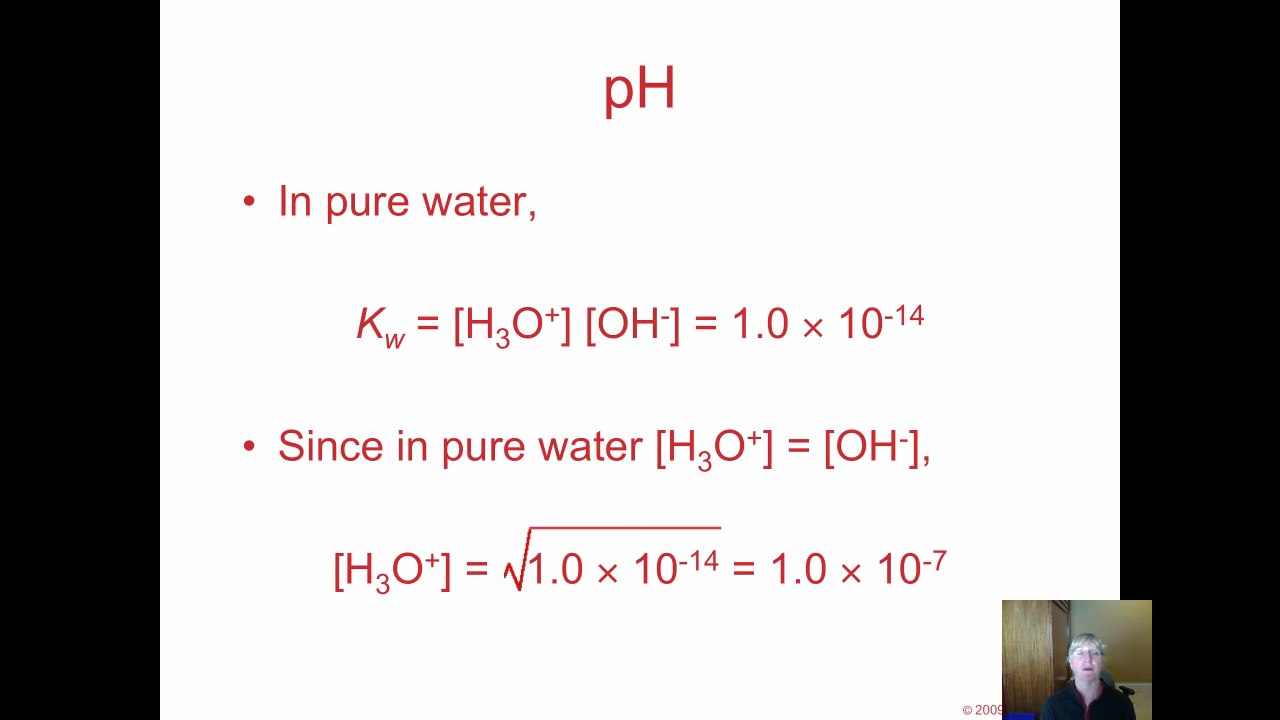 pH
• In pure water,
K_w = [H₃O⁺] [OH⁻] = 1.0 × 10⁻¹⁴
• Since in pure water [H₃O⁺] = [OH⁻],
[H₃O⁺] = √1.0 × 10⁻¹⁴ = 1.0 × 10⁻⁷
© 2009